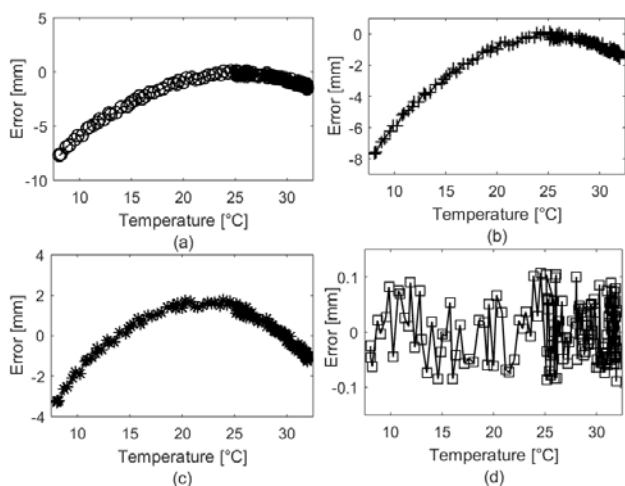 5
0
-5
-10
Error [mm]
10 15 20 25 30
Temperature [°C]
(a)
0
-2
-4
-6
-8
Error [mm]
10 15 20 25 30
Temperature [°C]
(b)
4
2
0
-2
-4
Error [mm]
10 15 20 25 30
Temperature [°C]
(c)
0.1
0
-0.1
Error [mm]
10 15 20 25 30
Temperature [°C]
(d)